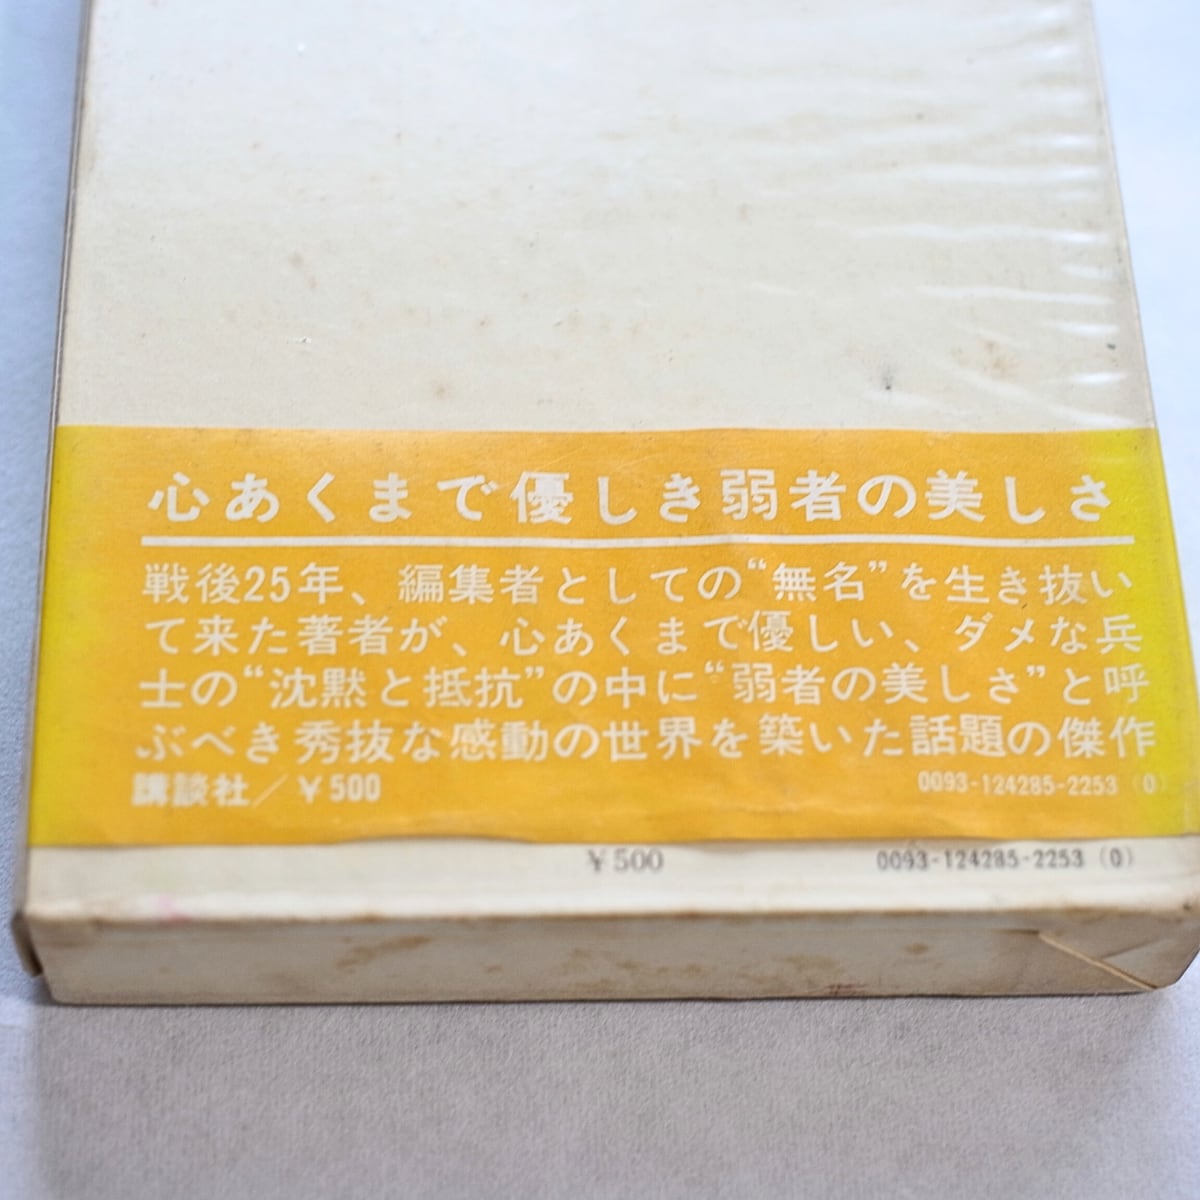 心あくまで優しき弱者の美しさ
戦後25年、編集者としての“無名”を生き抜い
て来た著者が、心あくまで優しい、ダメな兵
士の“沈黙と抵抗”の中に“弱者の美しさ”と呼
ぶべき秀抜な感動の世界を築いた話題の傑作
講談社／￥500
0093-124285-2253（0）
￥500
0093-124285-2253（0）